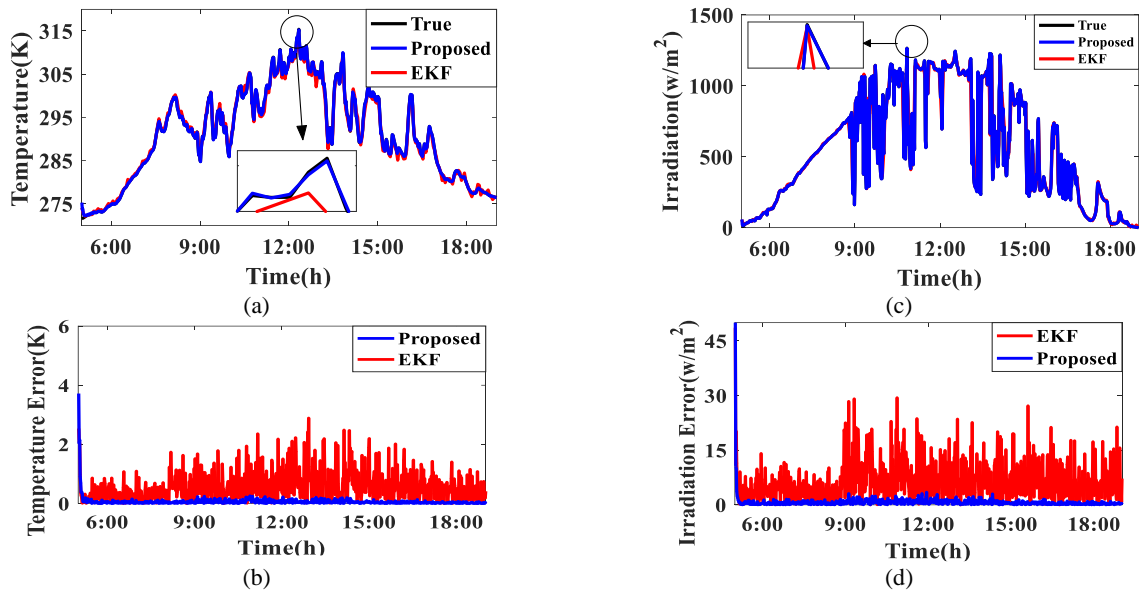 Temperature(K)
315
305
295
285
275
True
Proposed
EKF
6:00 9:00 12:00 15:00 18:00
Time(h)
(a)
Irradiation(w/m²)
1500
1000
500
0
True
Proposed
EKF
6:00 9:00 12:00 15:00 18:00
Time(h)
(c)
Temperature Error(K)
6
4
2
0
Proposed
EKF
6:00 9:00 12:00 15:00 18:00
Time(h)
(b)
Irradiation Error(w/m²)
45
30
15
0
EKF
Proposed
6:00 9:00 12:00 15:00 18:00
Time(h)
(d)